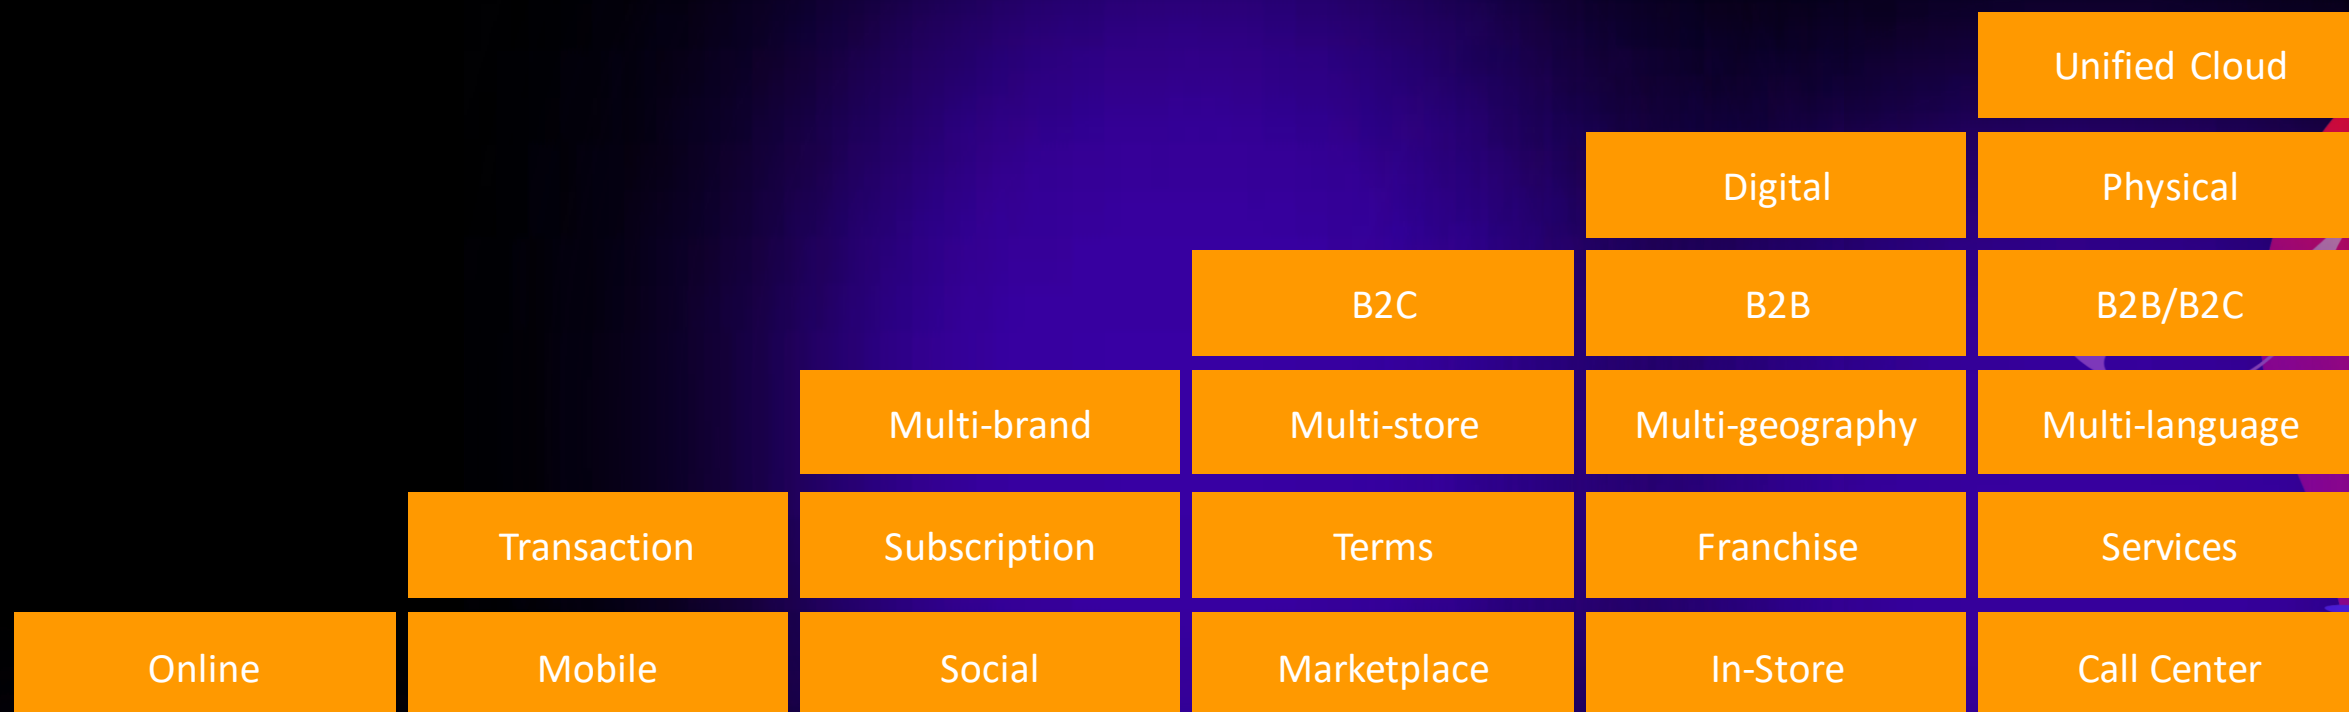 Unified Cloud
Digital
Physical
B2C
B2B
B2B/B2C
Multi-brand
Multi-store
Multi-geography
Multi-language
Transaction
Subscription
Terms
Franchise
Services
Online
Mobile
Social
Marketplace
In-Store
Call Center